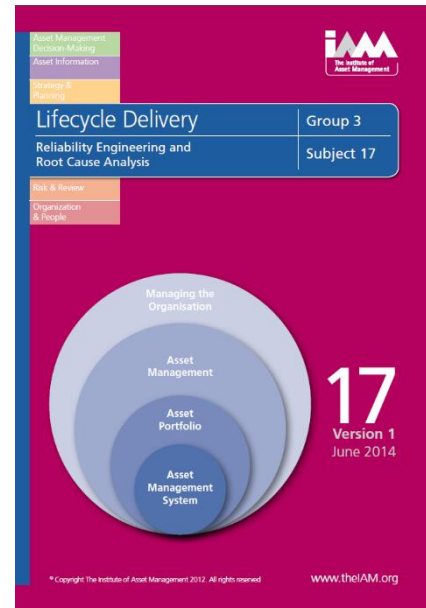 Asset Management
Decision-Making
Asset Information
Strategy &
Planning
iAM
The Institute of
Asset Management
Lifecycle Delivery
Group 3
Reliability Engineering and
Root Cause Analysis
Subject 17
Risk & Review
Organization
& People
Managing the
Organisation
Asset
Management
Asset
Portfolio
Asset
Management
System
17
Version 1
June 2014
© Copyright The Institute of Asset Management 2012. All rights reserved
www.theIAM.org